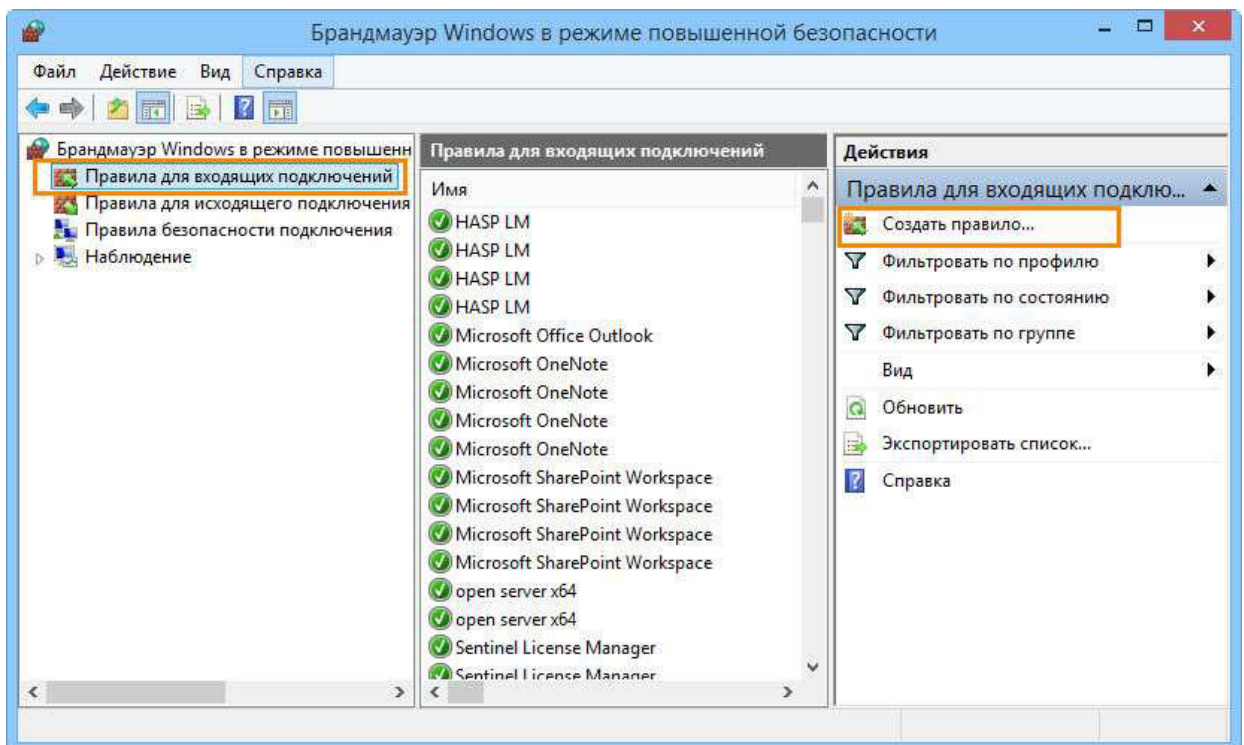 Брандмауэр Windows в режиме повышенной безопасности
Файл Действие Вид Справка
Брандмауэр Windows в режиме повышенн
Правила для входящих подключений
Правила для исходящего подключения
Правила безопасности подключения
Наблюдение
Правила для входящих подключений
Имя
HASP LM
HASP LM
HASP LM
HASP LM
Microsoft Office Outlook
Microsoft OneNote
Microsoft OneNote
Microsoft OneNote
Microsoft OneNote
Microsoft SharePoint Workspace
Microsoft SharePoint Workspace
Microsoft SharePoint Workspace
Microsoft SharePoint Workspace
open server x64
open server x64
Sentinel License Manager
Sentinel License Manager
Действия
Правила для входящих подклю...
Создать правило...
Фильтровать по профилю
Фильтровать по состоянию
Фильтровать по группе
Вид
Обновить
Экспортировать список...
Справка